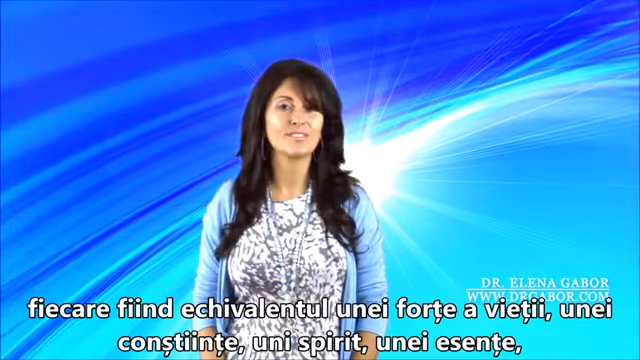 DR. ELENA GABOR
WWW.DRGABOR.COM
fiecare fiind echivalentul unei forțe a vieții, unei
conștiințe, uni spirit, unei esențe,